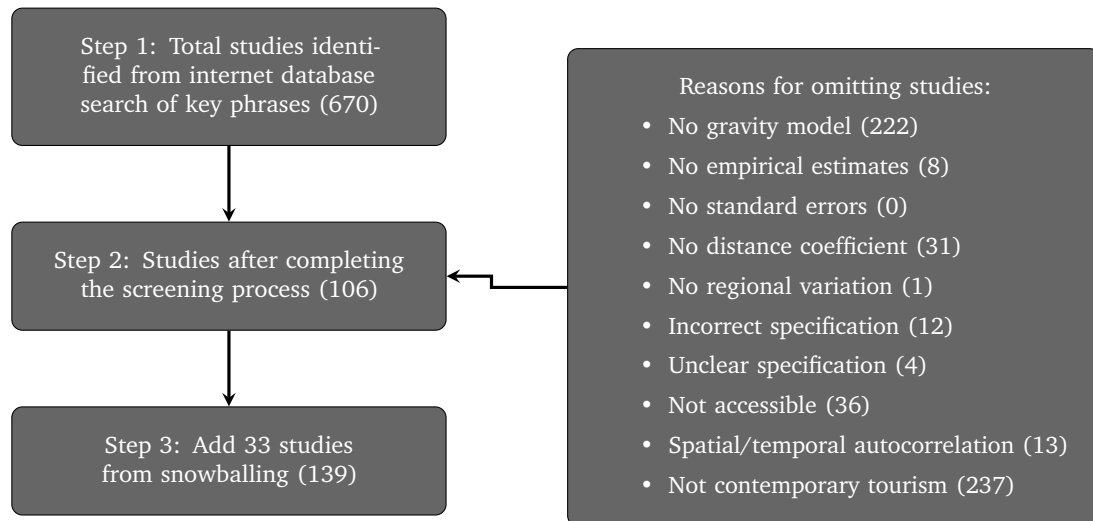 Step 1: Total studies identi-
fied from internet database
search of key phrases (670)
Step 2: Studies after completing
the screening process (106)
Step 3: Add 33 studies
from snowballing (139)
Reasons for omitting studies:
• No gravity model (222)
• No empirical estimates (8)
• No standard errors (0)
• No distance coefficient (31)
• No regional variation (1)
• Incorrect specification (12)
• Unclear specification (4)
• Not accessible (36)
• Spatial/temporal autocorrelation (13)
• Not contemporary tourism (237)